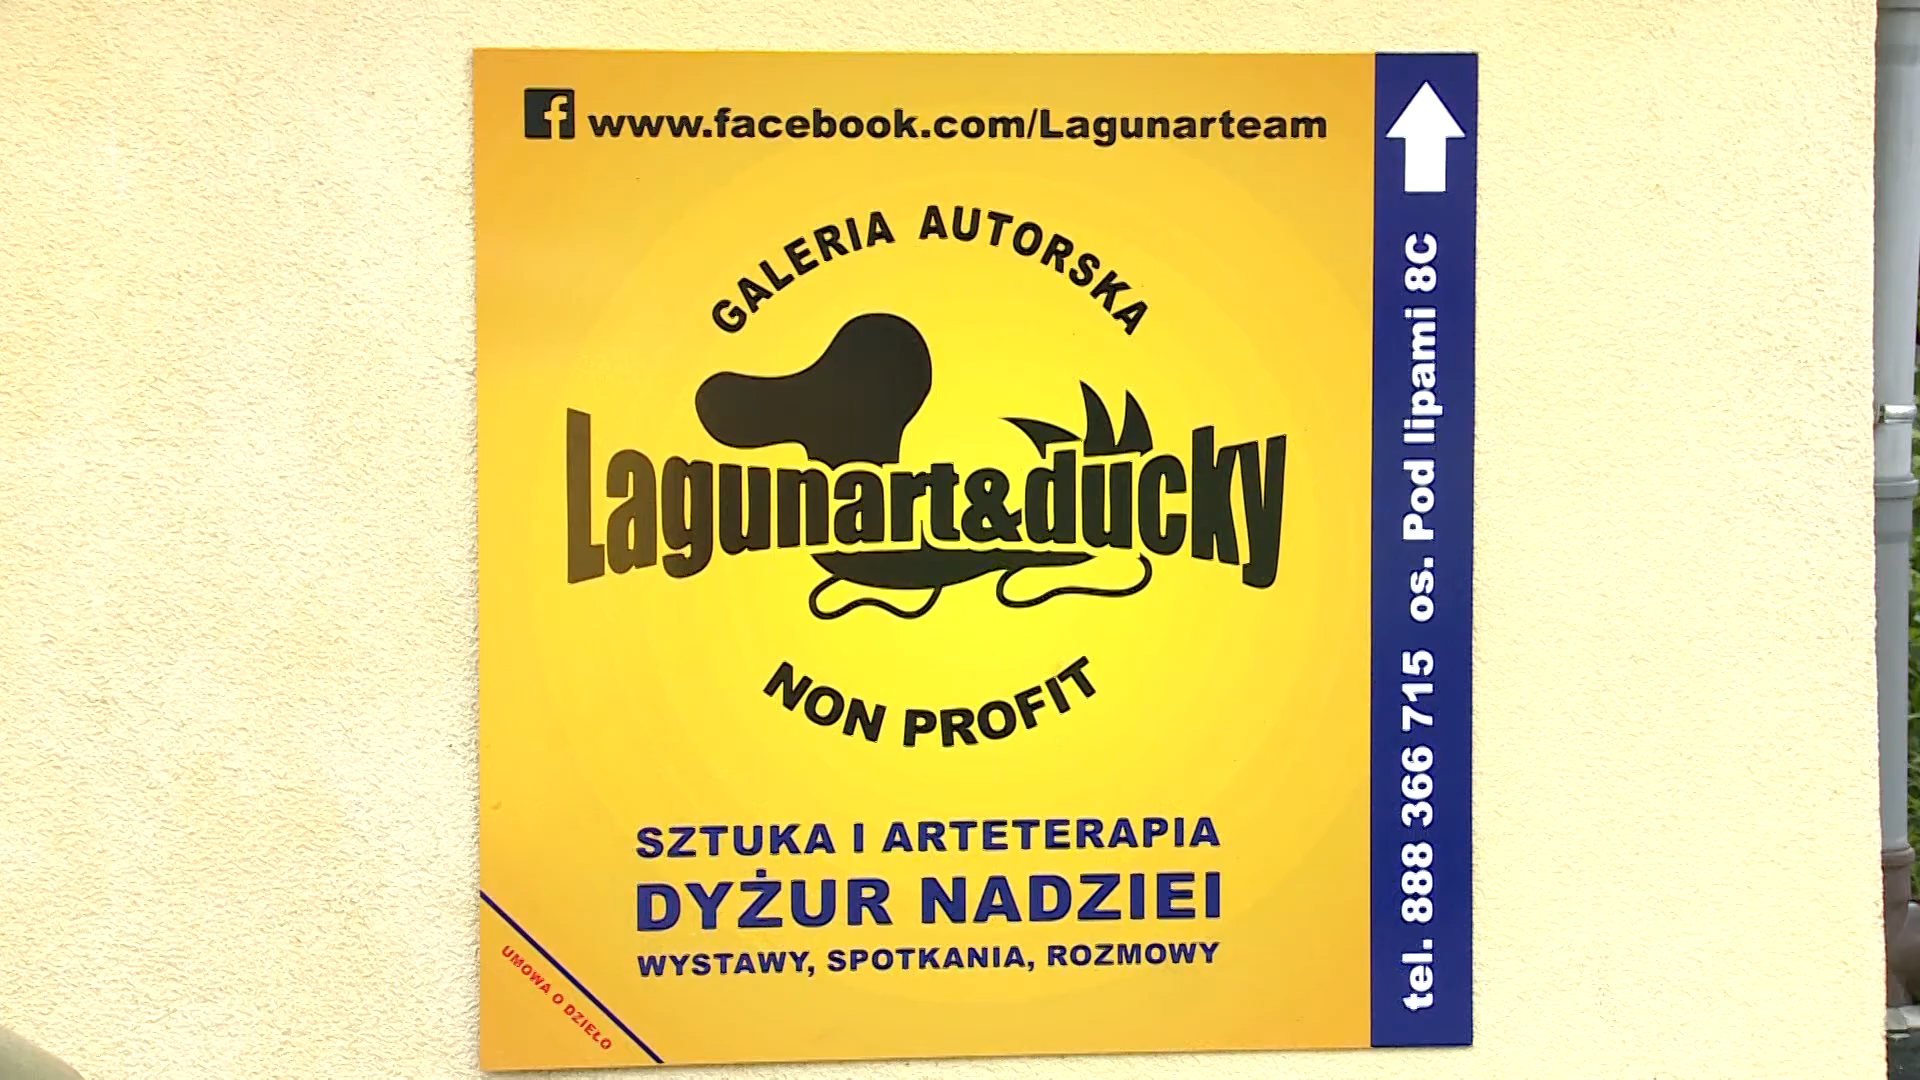 www.facebook.com/Lagunarteam
GALERIA AUTORSKA
Lagunart&ducky
NON PROFIT
SZTUKA I ARTETERAPIA
DYŻUR NADZIEI
WYSTAWY, SPOTKANIA, ROZMOWY
UMOWA O DZIEŁO
tel. 888 366 715 os. Pod lipami 8C